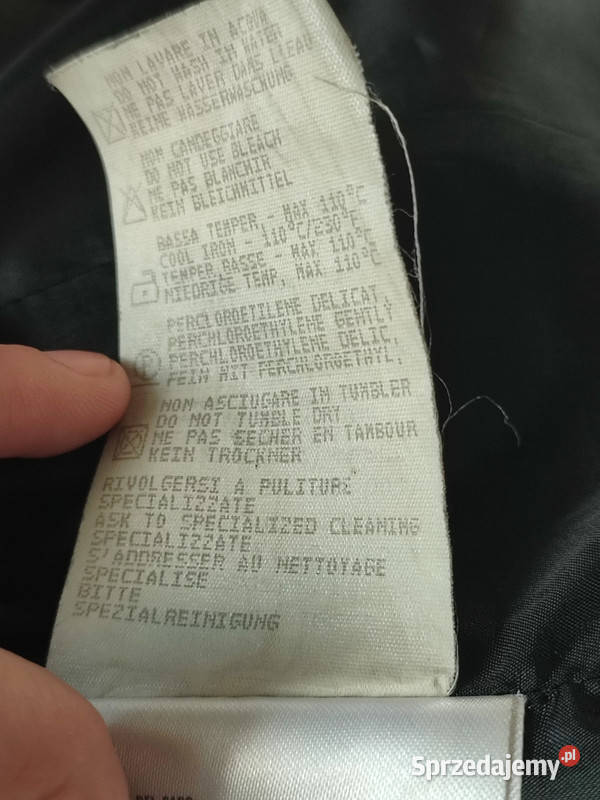 NON LAVARE IN ACQUA
DO NOT WASH IN WATER
NE PAS LAVER DANS L'EAU
KEINE WASSERWASCHUNG
NON CANDEGGIARE
DO NOT USE BLEACH
NE PAS BLANCHIR
KEIN BLEICHMITTEL
BASSA TEMPER - MAX 110°C
COOL IRON - 110°C/230°F
TEMPER.BASSE - MAX 110°C
NIEDRIGE TEMP, MAX 110°C
PERCLOROETILENE DELICAT.
PERCHLOROETHYLENE GENTLY
PERCHLOROETHYLENE DELIC.
FEIN MIT PERCHLOROETHYL.
P
NON ASCIUGARE IN TUMBLER
DO NOT TUMBLE DRY
NE PAS SECHER EN TAMBOUR
KEIN TROCKNER
RIVOLGERSI A PULITURE
SPECIALIZZATE
ASK TO SPECIALIZED CLEANING
SPECIALIZZATE
S'ADDRESSER AU NETTOYAGE
SPECIALISE
BITTE
SPEZIALREINIGUNG
Sprzedajemy.pl